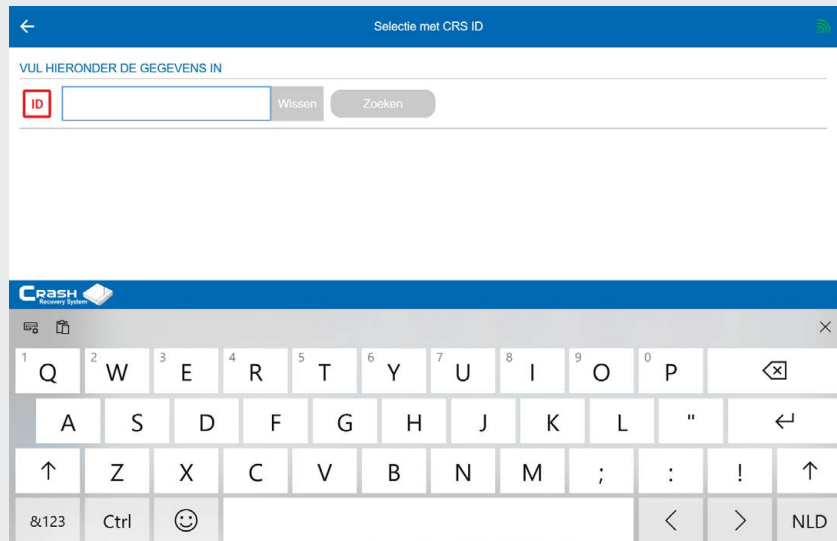 Selectie met CRS ID
VUL HIERONDER DE GEGEVENS IN
ID Wissen Zoeken
CRASH
Recovery System
1 Q 2 W 3 E 4 R 5 T 6 Y 7 U 8 I 9 O 0 P
A S D F G H J K L "
Z X C V B N M ; : !
&123 Ctrl < > NLD